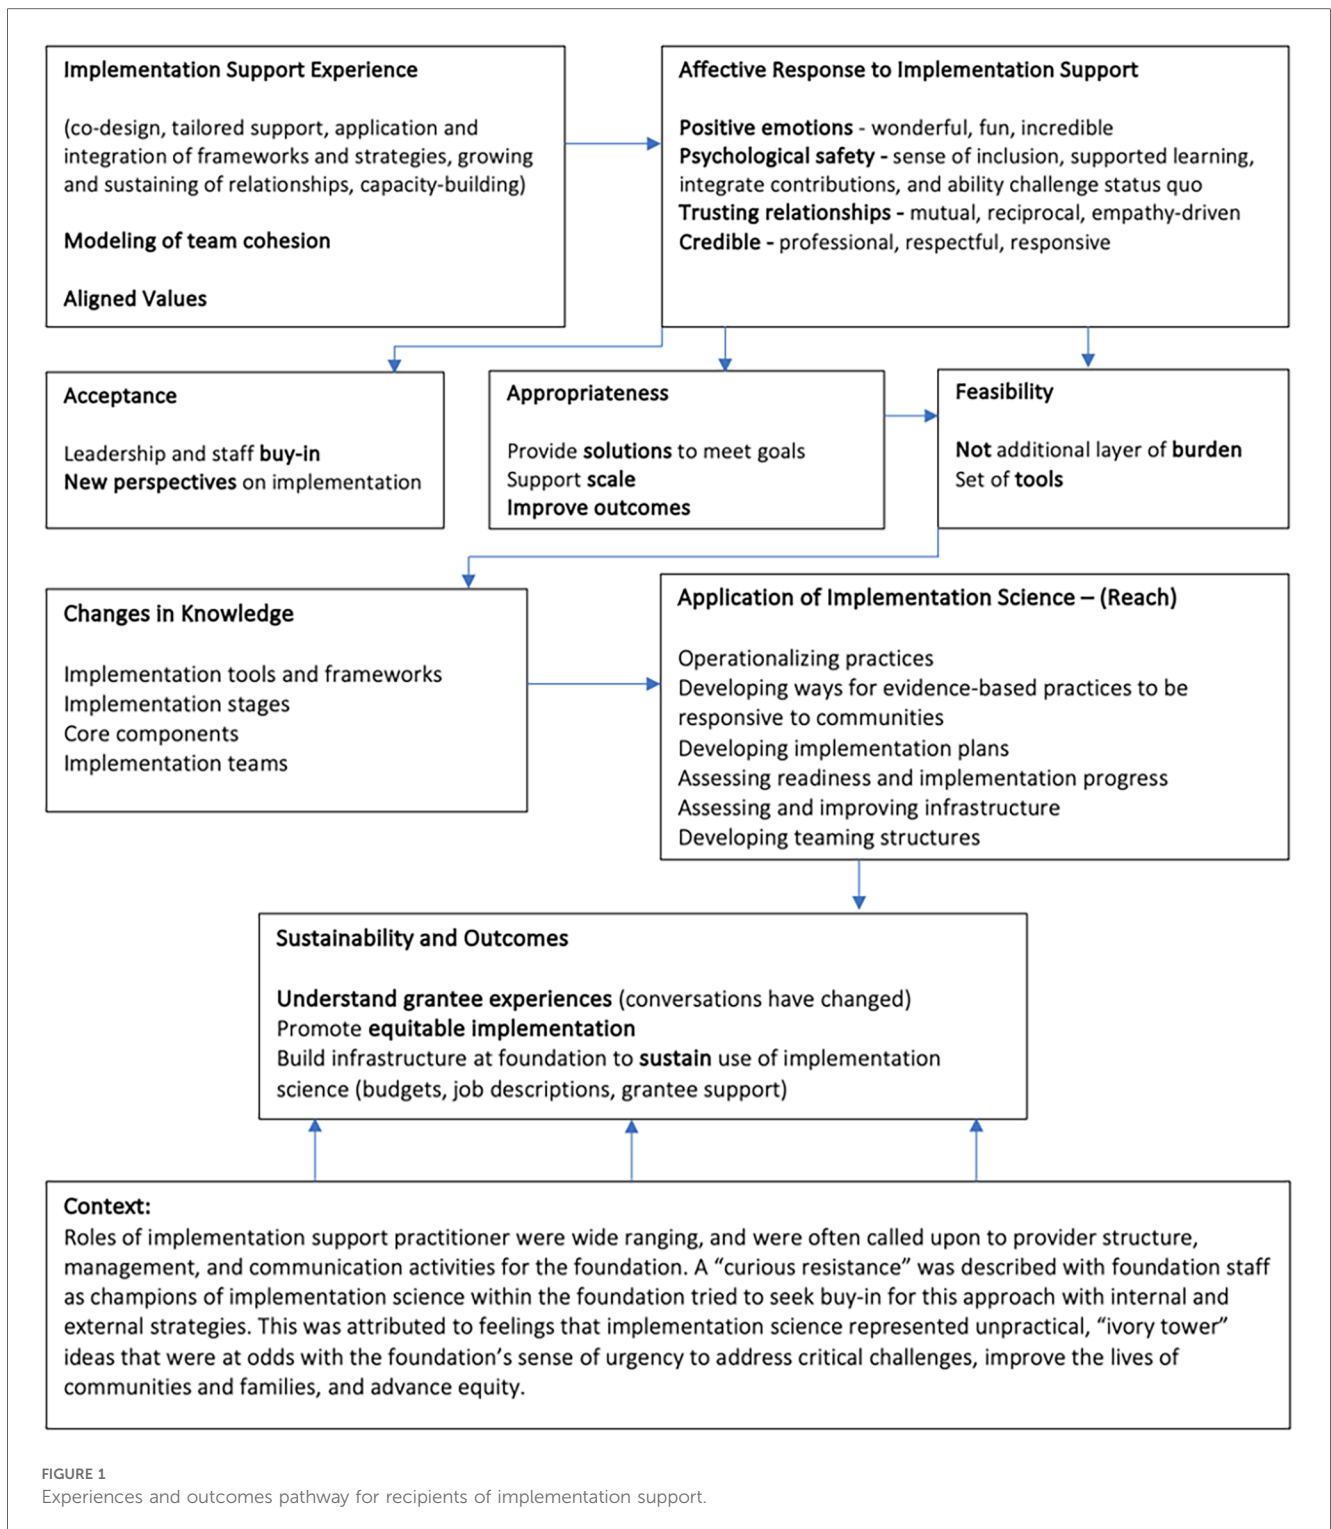 Implementation Support Experience
(co-design, tailored support, application and
integration of frameworks and strategies, growing
and sustaining of relationships, capacity-building)
Modeling of team cohesion
Aligned Values
Affective Response to Implementation Support
Positive emotions - wonderful, fun, incredible
Psychological safety - sense of inclusion, supported learning,
integrate contributions, and ability challenge status quo
Trusting relationships - mutual, reciprocal, empathy-driven
Credible - professional, respectful, responsive
Acceptance
Leadership and staff buy-in
New perspectives on implementation
Appropriateness
Provide solutions to meet goals
Support scale
Improve outcomes
Feasibility
Not additional layer of burden
Set of tools
Changes in Knowledge
Implementation tools and frameworks
Implementation stages
Core components
Implementation teams
Application of Implementation Science – (Reach)
Operationalizing practices
Developing ways for evidence-based practices to be
responsive to communities
Developing implementation plans
Assessing readiness and implementation progress
Assessing and improving infrastructure
Developing teaming structures
Sustainability and Outcomes
Understand grantee experiences (conversations have changed)
Promote equitable implementation
Build infrastructure at foundation to sustain use of implementation
science (budgets, job descriptions, grantee support)
Context:
Roles of implementation support practitioner were wide ranging, and were often called upon to provider structure,
management, and communication activities for the foundation. A “curious resistance” was described with foundation staff
as champions of implementation science within the foundation tried to seek buy-in for this approach with internal and
external strategies. This was attributed to feelings that implementation science represented unpractical, “ivory tower”
ideas that were at odds with the foundation’s sense of urgency to address critical challenges, improve the lives of
communities and families, and advance equity.
FIGURE 1
Experiences and outcomes pathway for recipients of implementation support.